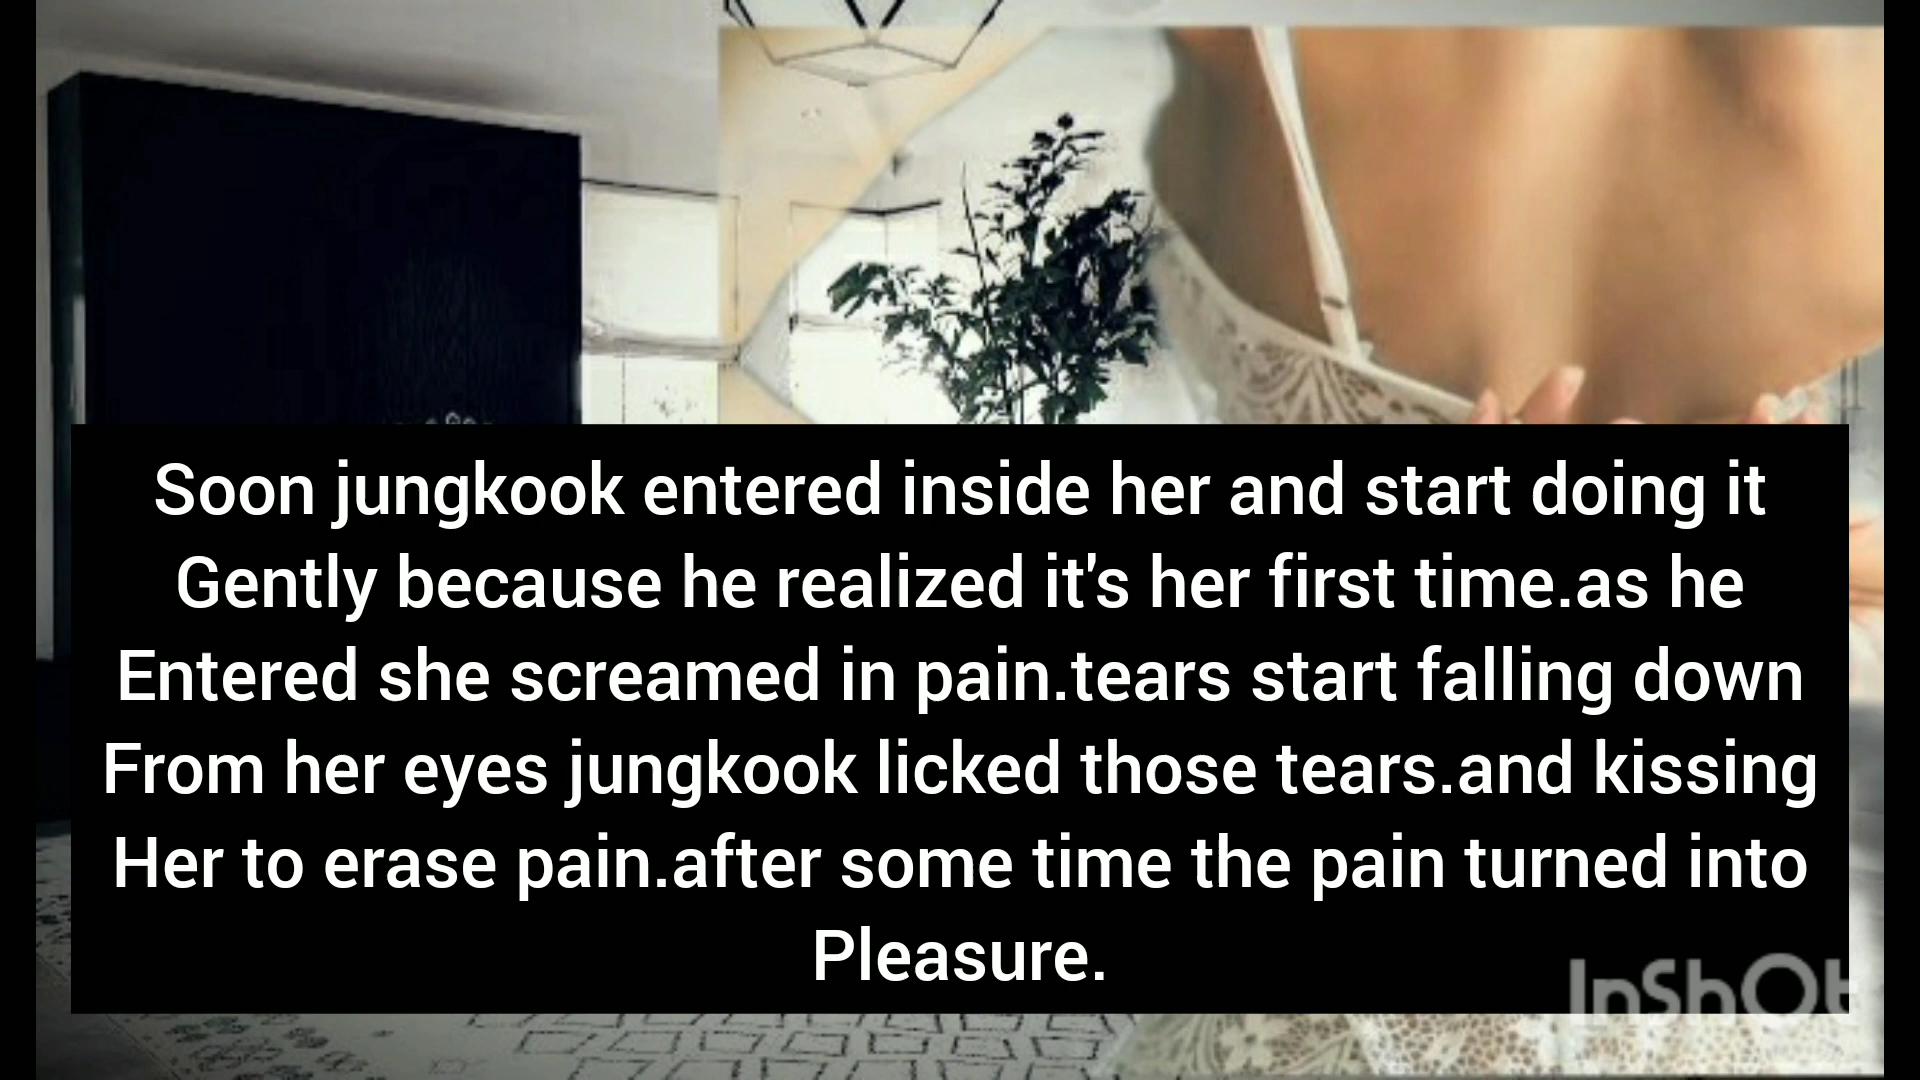 Soon jungkook entered inside her and start doing it
Gently because he realized it's her first time.as he
Entered she screamed in pain.tears start falling down
From her eyes jungkook licked those tears.and kissing
Her to erase pain.after some time the pain turned into
Pleasure.
InShOt